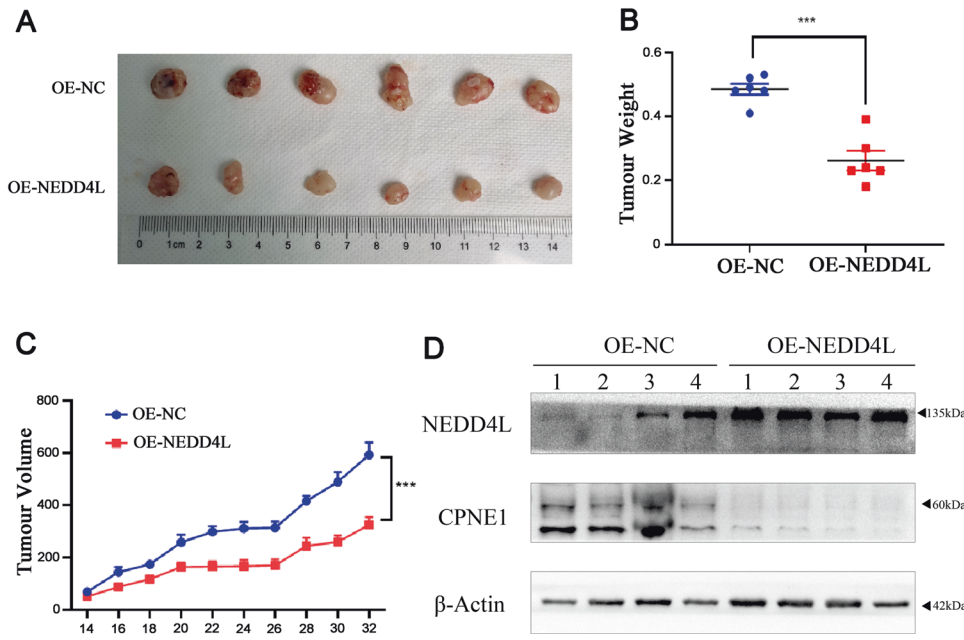 A
OE-NC
OE-NEDD4L
0 1cm 2 3 4 5 6 7 8 9 10 11 12 13 14
B
***
0.6
0.4
0.2
0
Tumour Weight
OE-NC OE-NEDD4L
C
800
600
400
200
0
Tumour Volume
OE-NC
OE-NEDD4L
***
14 16 18 20 22 24 26 28 30 32
D
OE-NC OE-NEDD4L
1 2 3 4 1 2 3 4
NEDD4L 135kDa
CPNE1 60kDa
β-Actin 42kDa